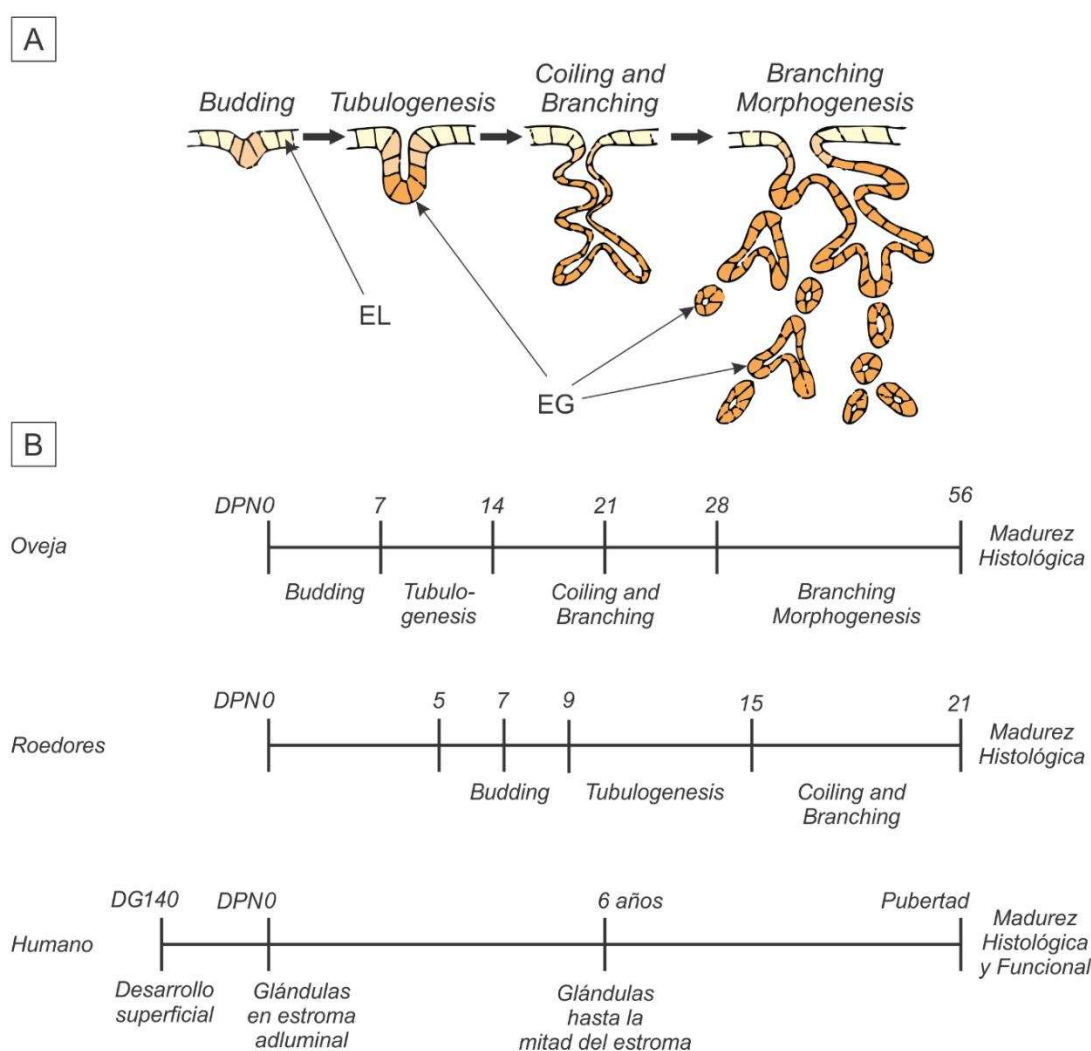 A
Budding
Tubulogenesis
Coiling and
Branching
Branching
Morphogenesis
EL
EG
B
Oveja
DPN0
7
14
21
28
56
Budding
Tubulo-
genesis
Coiling and
Branching
Branching
Morphogenesis
Madurez
Histológica
Roedores
DPN0
5
7
9
15
21
Budding
Tubulogenesis
Coiling and
Branching
Madurez
Histológica
Humano
DG140
DPN0
6 años
Pubertad
Desarrollo
superficial
Glándulas
en estroma
adluminal
Glándulas
hasta la
mitad del estroma
Madurez
Histológica
y Funcional